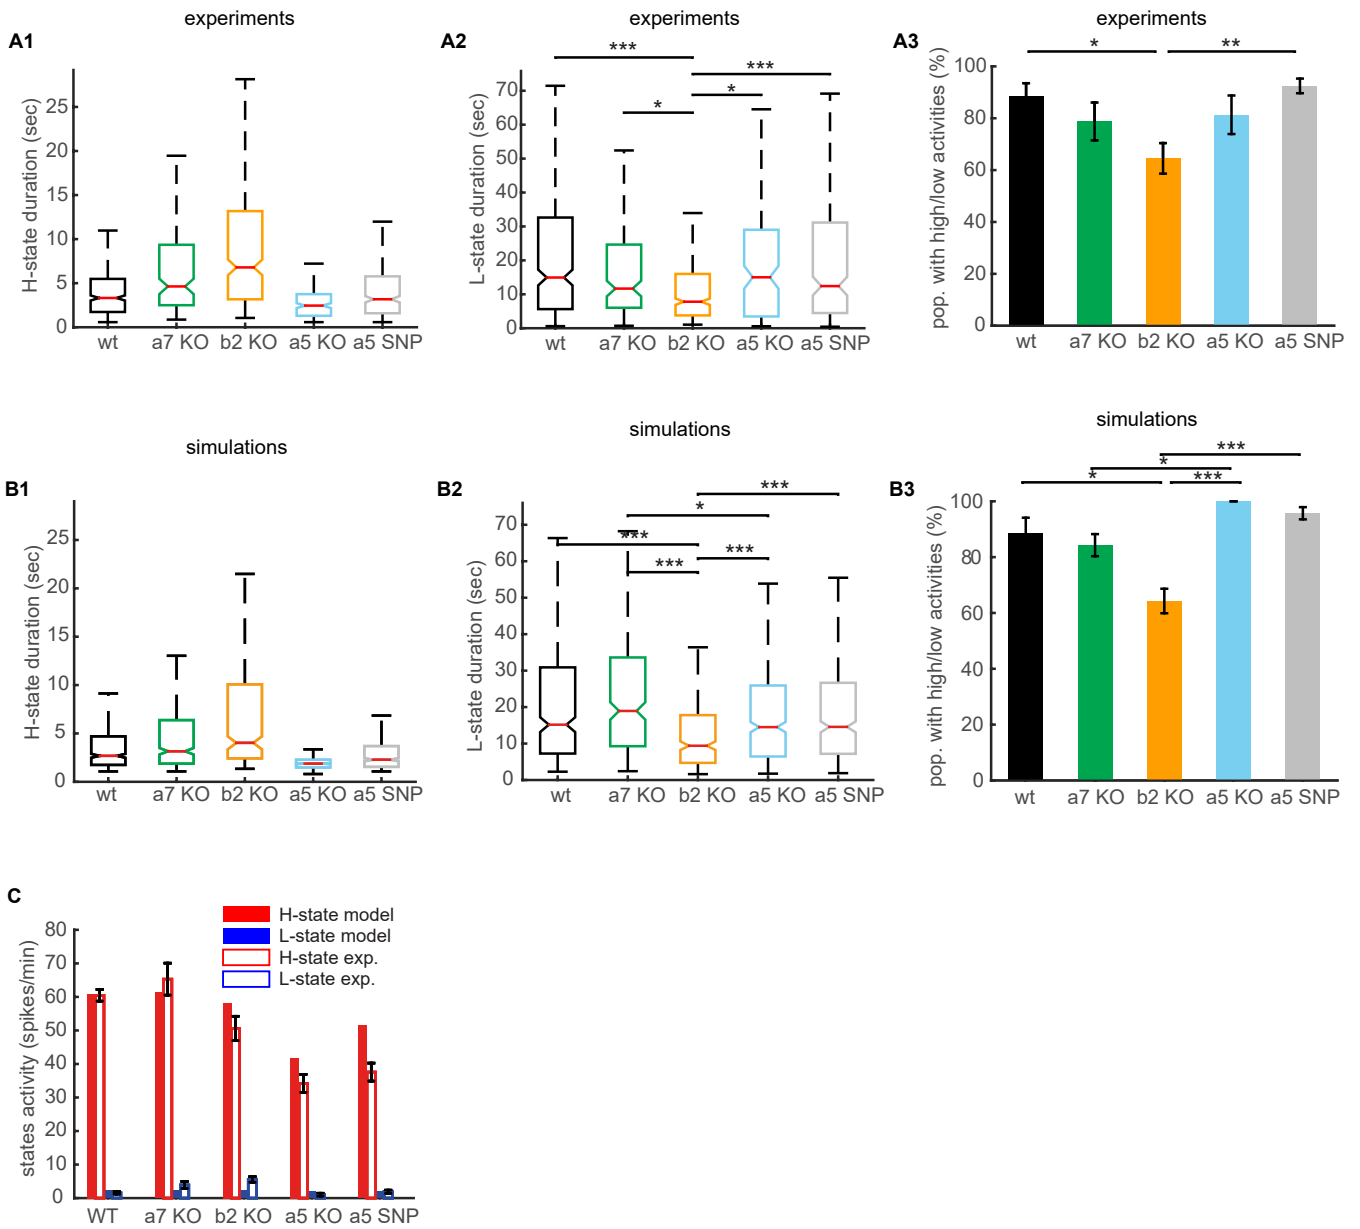 experiments
A1
H-state duration (sec)
25
20
15
10
5
0
wt a7 KO b2 KO a5 KO a5 SNP
experiments
A2
*** *** * *
L-state duration (sec)
70
60
50
40
30
20
10
0
wt a7 KO b2 KO a5 KO a5 SNP
experiments
A3
* **
pop. with high/low activities (%)
100
80
60
40
20
0
wt a7 KO b2 KO a5 KO a5 SNP
simulations
B1
H-state duration (sec)
25
20
15
10
5
0
wt a7 KO b2 KO a5 KO a5 SNP
simulations
B2
***
*
*** ***
***
L-state duration (sec)
70
60
50
40
30
20
10
0
wt a7 KO b2 KO a5 KO a5 SNP
simulations
B3
***
*
* ***
pop. with high/low activities (%)
100
80
60
40
20
0
wt a7 KO b2 KO a5 KO a5 SNP
C
H-state model
L-state model
H-state exp.
L-state exp.
states activity (spikes/min)
80
70
60
50
40
30
20
10
0
WT a7 KO b2 KO a5 KO a5 SNP